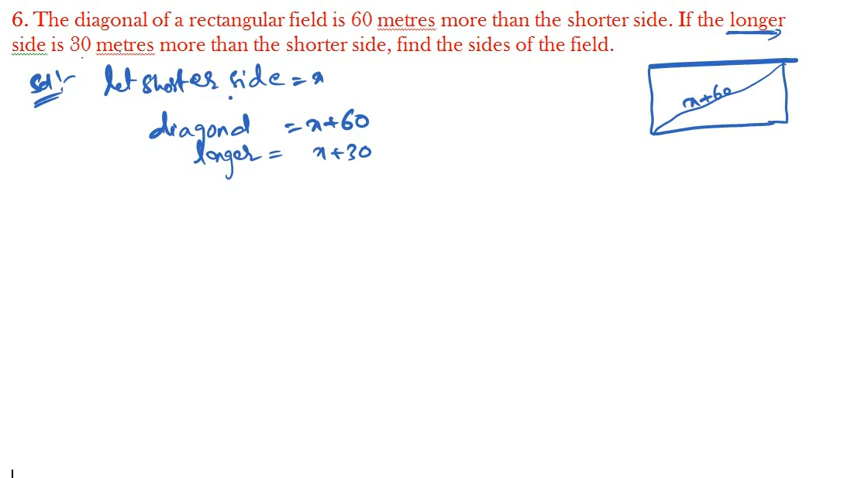 6. The diagonal of a rectangular field is 60 metres more than the shorter side. If the longer
side is 30 metres more than the shorter side, find the sides of the field.
Sol:- let shorter side = x
x+60
diagonal = x+60
longer = x+30